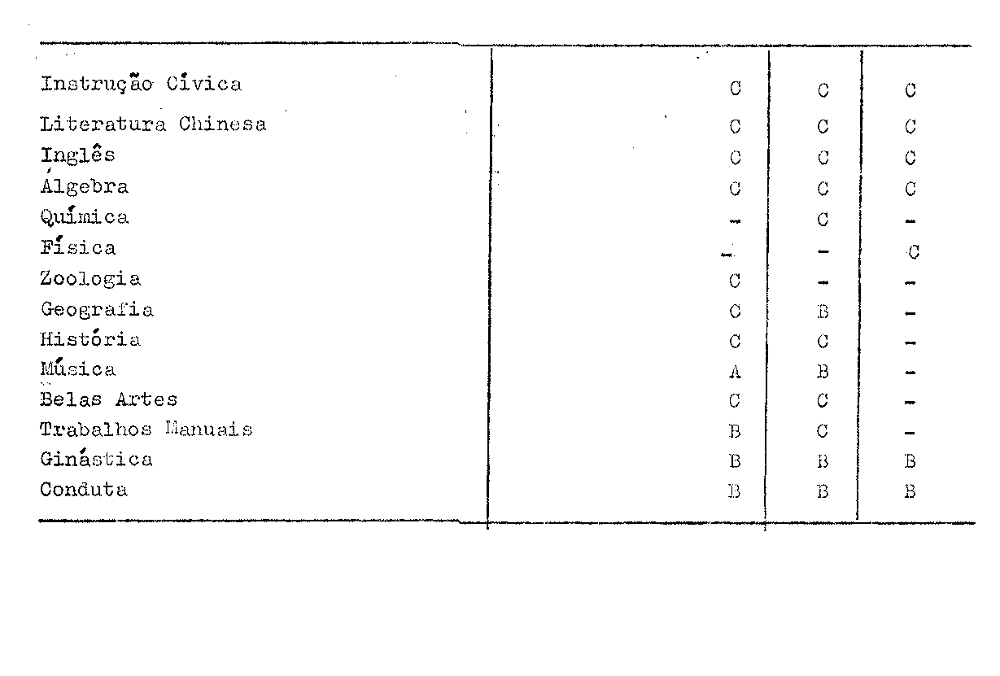 Instrução Cívica C C C
Literatura Chinesa C C C
Inglês C C C
Álgebra C C C
Química - C -
Física - - C
Zoologia C - -
Geografia C B -
História C C -
Música A B -
Belas Artes C C -
Trabalhos Manuais B C -
Ginástica B B B
Conduta B B B